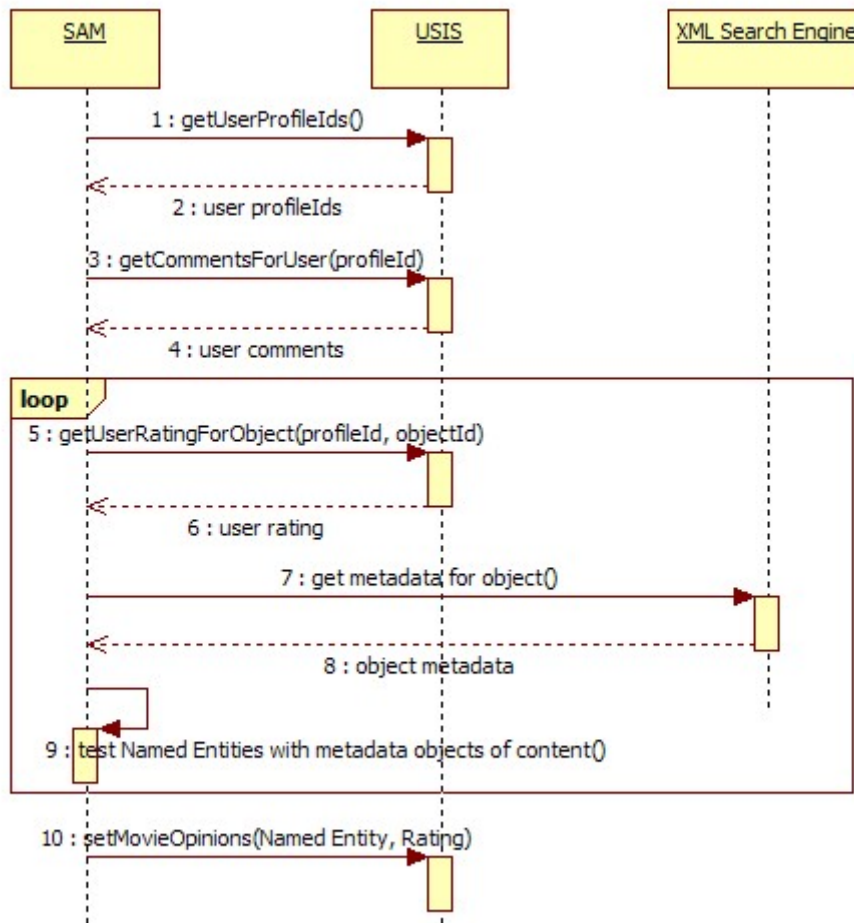 SAM
USIS
XML Search Engine
1 : getUserProfileIds()
2 : user profileIds
3 : getCommentsForUser(profileId)
4 : user comments
loop
5 : getUserRatingForObject(profileId, objectId)
6 : user rating
7 : get metadata for object()
8 : object metadata
9 : test Named Entities with metadata objects of content()
10 : setMovieOpinions(Named Entity, Rating)